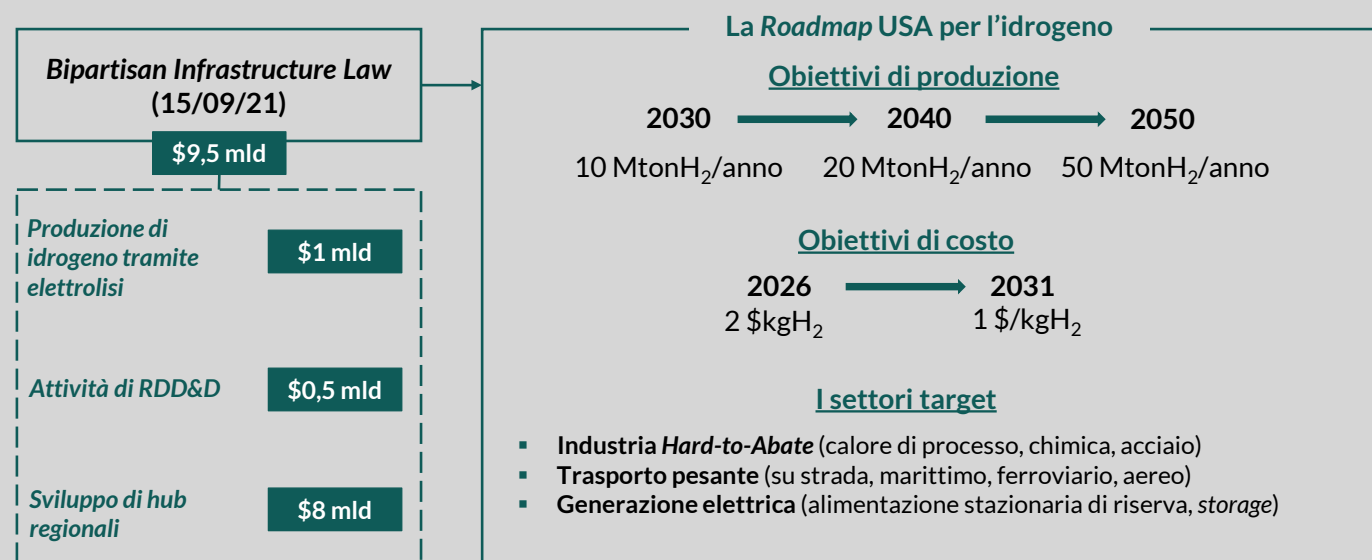 Bipartisan Infrastructure Law
(15/09/21)
$9,5 mld
Produzione di
idrogeno tramite
elettrolisi
$1 mld
Attività di RDD&D
$0,5 mld
Sviluppo di hub
regionali
$8 mld
La Roadmap USA per l'idrogeno
Obiettivi di produzione
2030 2040 2050
10 MtonH₂/anno 20 MtonH₂/anno 50 MtonH₂/anno
Obiettivi di costo
2026 2031
2 $kgH₂ 1 $/kgH₂
I settori target
▪ Industria Hard-to-Abate (calore di processo, chimica, acciaio)
▪ Trasporto pesante (su strada, marittimo, ferroviario, aereo)
▪ Generazione elettrica (alimentazione stazionaria di riserva, storage)